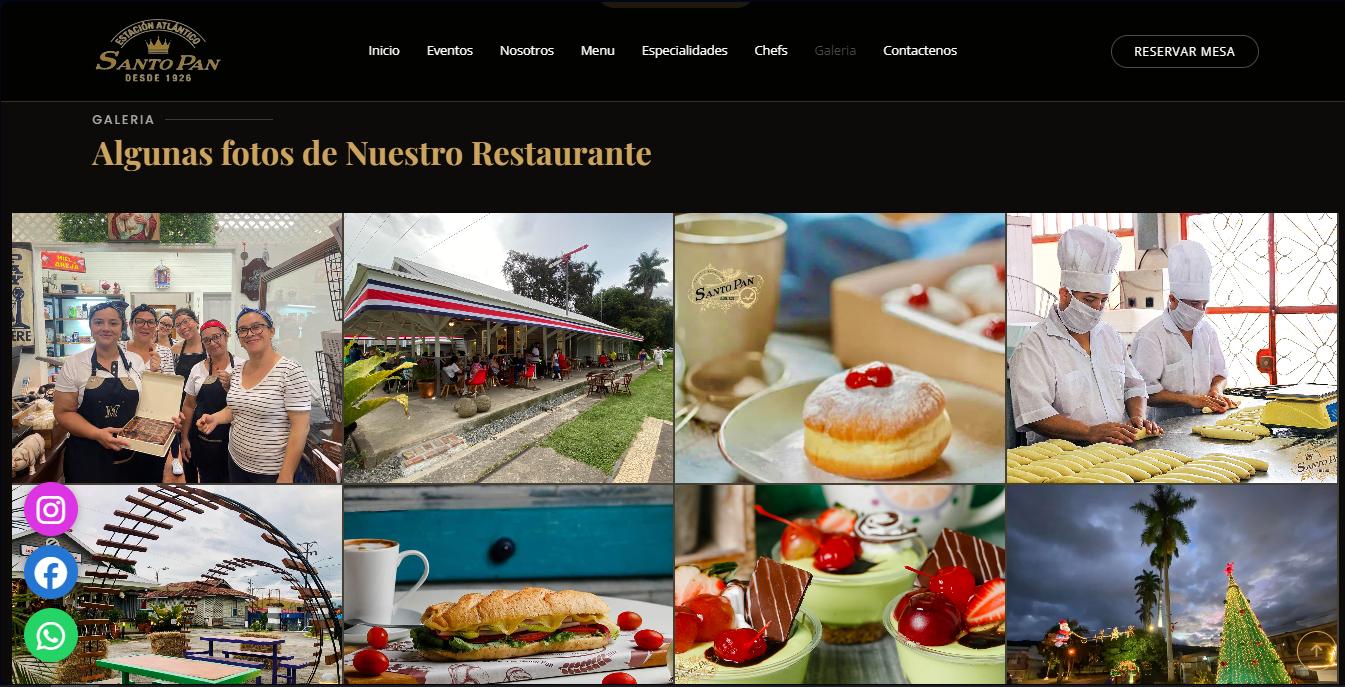 ESTACIÓN ATLÁNTICO
SANTO PAN
DESDE 1926
Inicio
Eventos
Nosotros
Menu
Especialidades
Chefs
Galeria
Contactenos
RESERVAR MESA
GALERIA
Algunas fotos de Nuestro Restaurante
MIEL
ABEJA
ERE
SANTO PAN
SANTO PAN